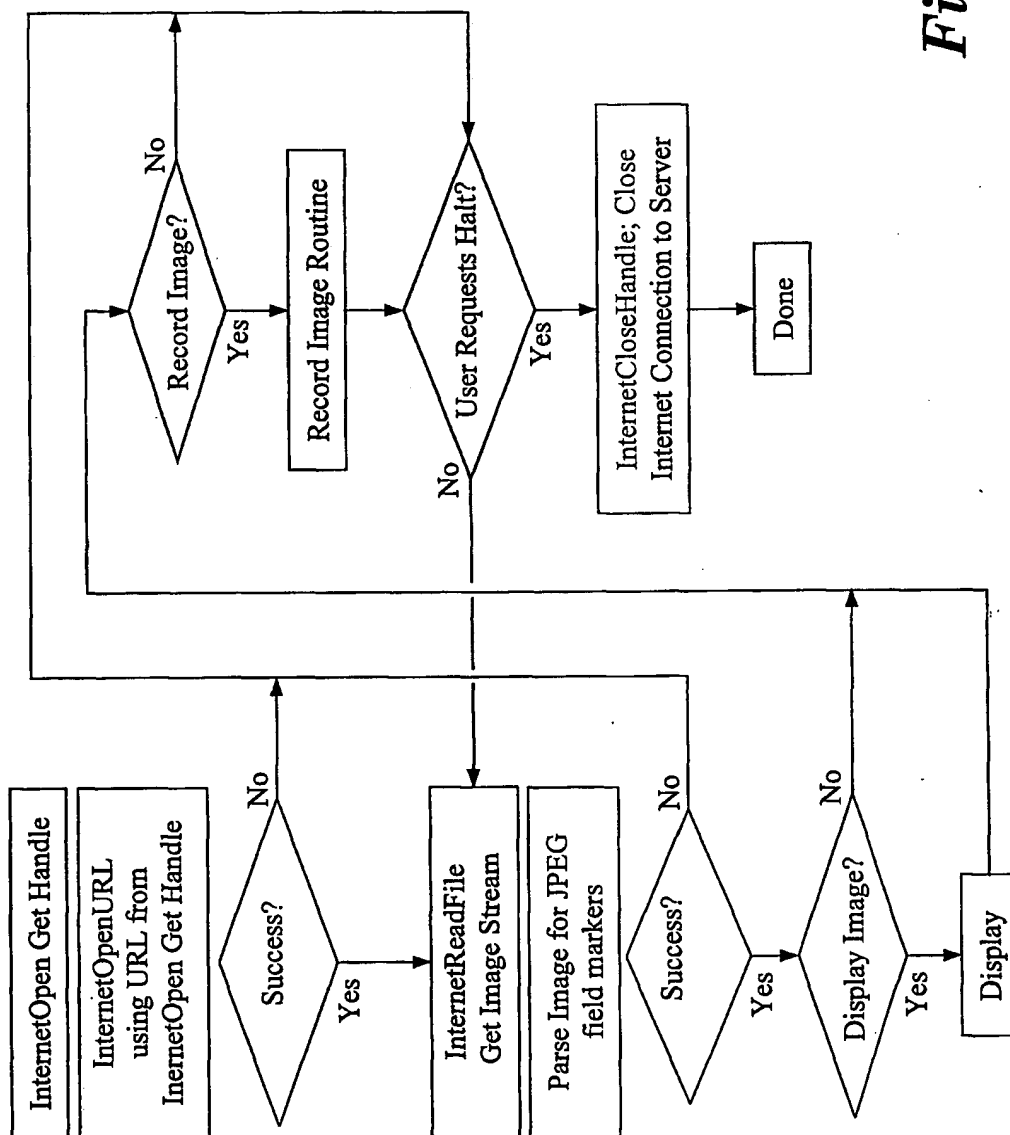 InternetOpen Get Handle
InternetOpenURL
using URL from
InernetOpen Get Handle
Success?
No
Yes
InternetReadFile
Get Image Stream
Parse Image for JPEG
field markers
Success?
No
Yes
Display Image?
No
Yes
Display
Record Image?
No
Yes
Record Image Routine
User Requests Halt?
No
Yes
InternetCloseHandle; Close
Internet Connection to Server
Done
Fi